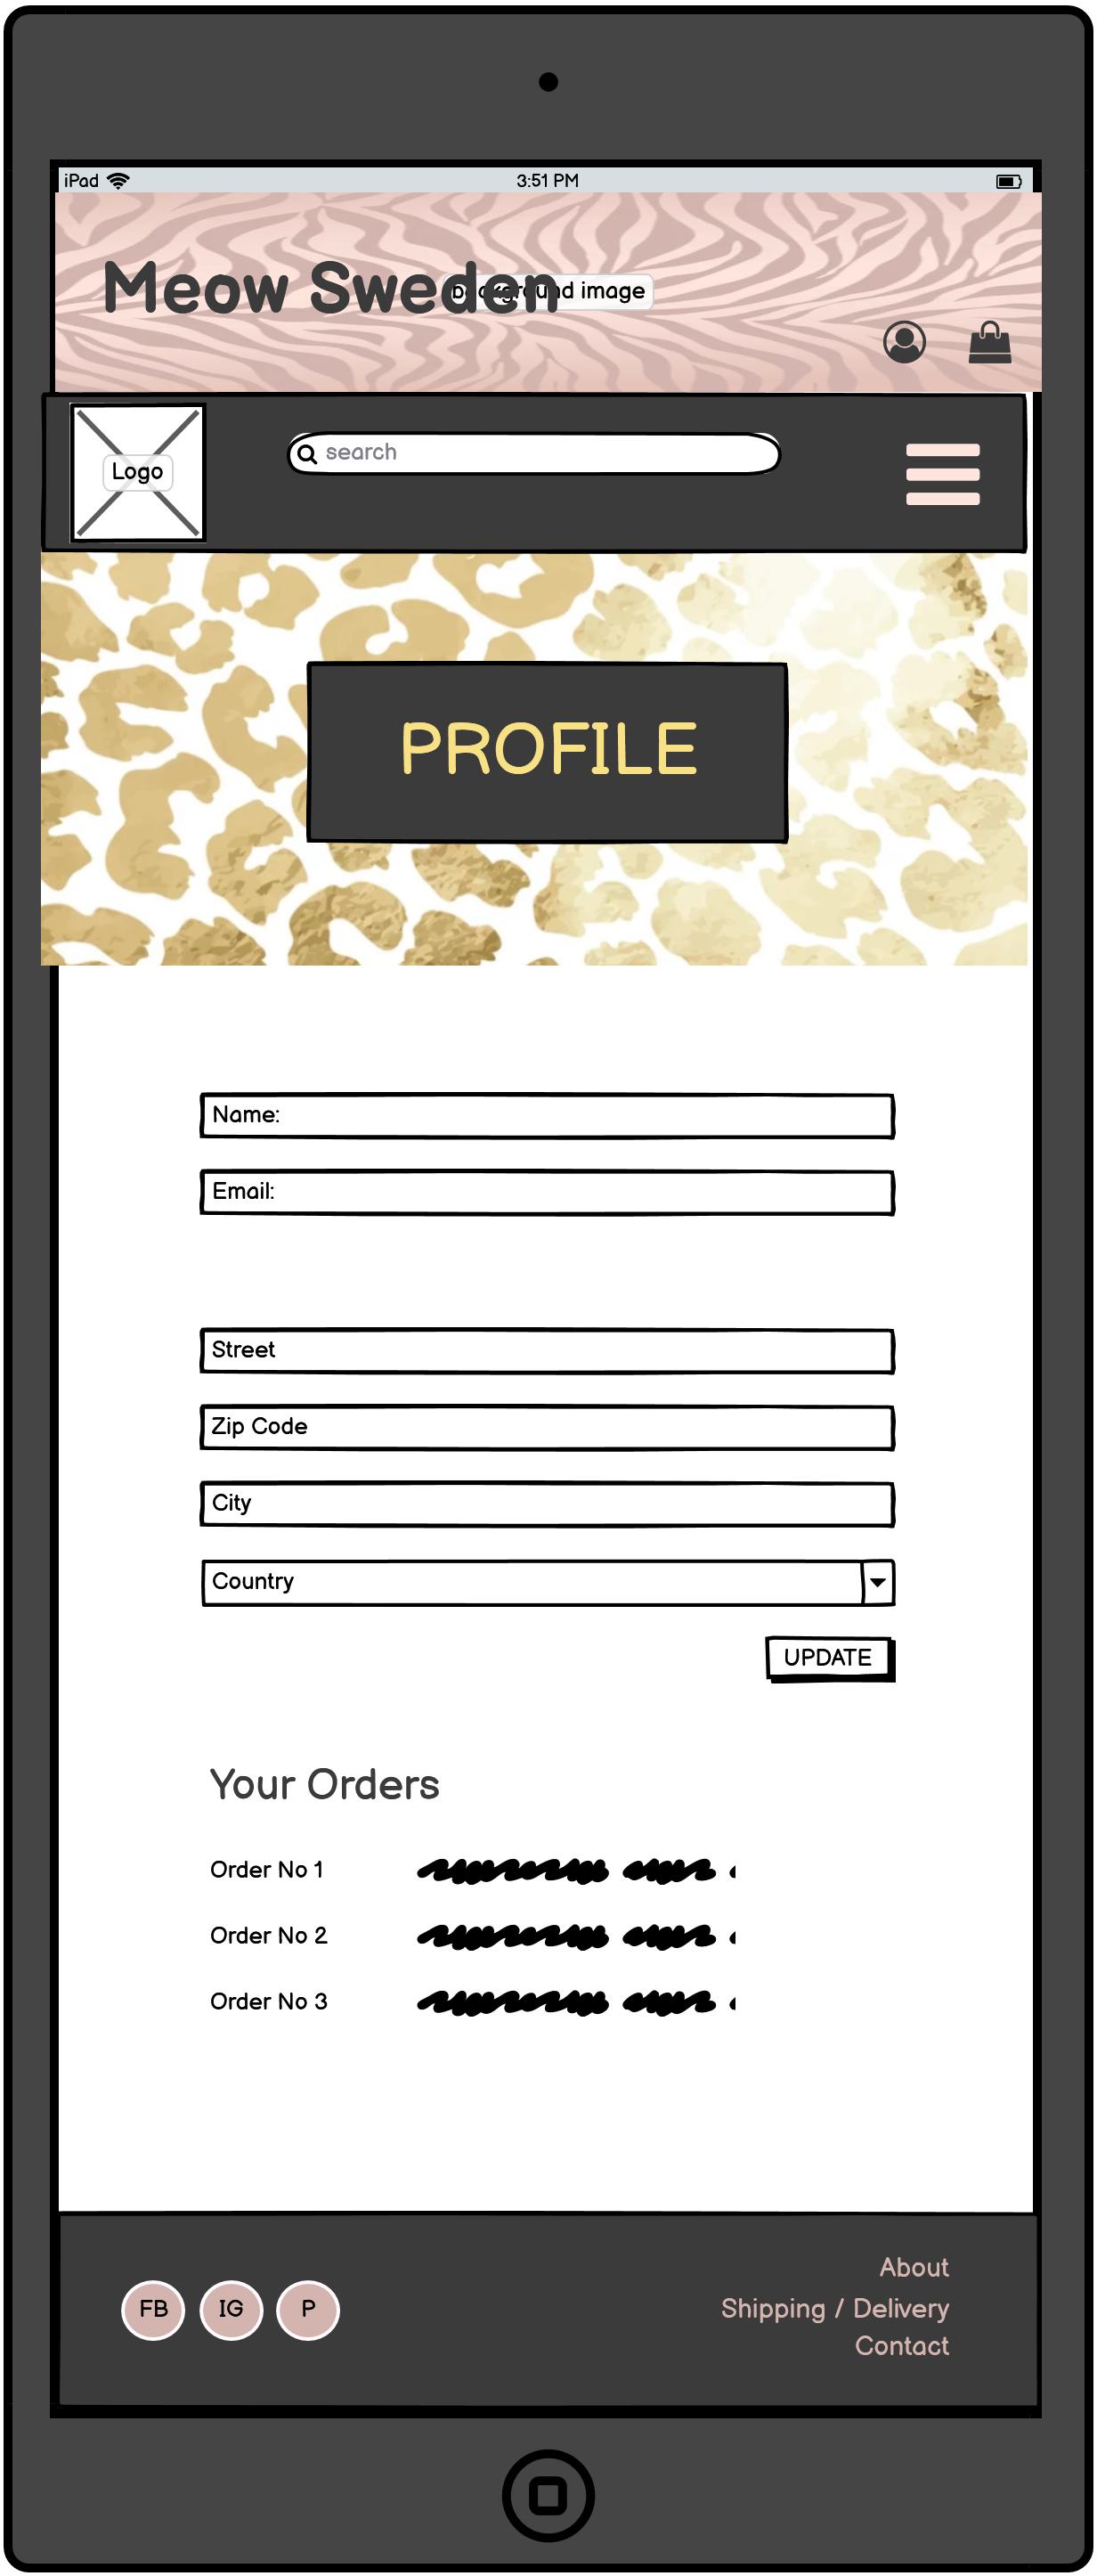 iPad
3:51 PM
Meow Sweden
background image
Logo
search
PROFILE
Name:
Email:
Street
Zip Code
City
Country
UPDATE
Your Orders
Order No 1
Order No 2
Order No 3
FB IG P
About
Shipping / Delivery
Contact